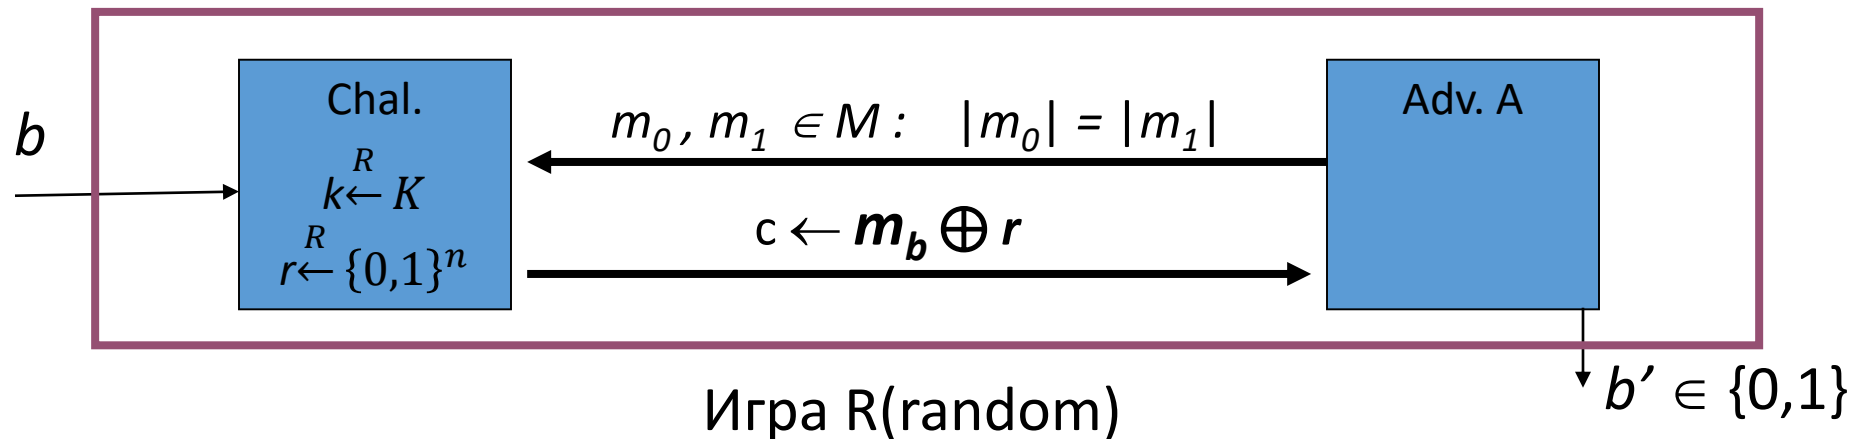 b
Chal.
k ←ᴿ K
r ←ᴿ {0,1}ⁿ
m₀ , m₁ ∈ M : |m₀| = |m₁|
c ← m_b ⊕ r
Adv. A
b’ ∈ {0,1}
Игра R(random)